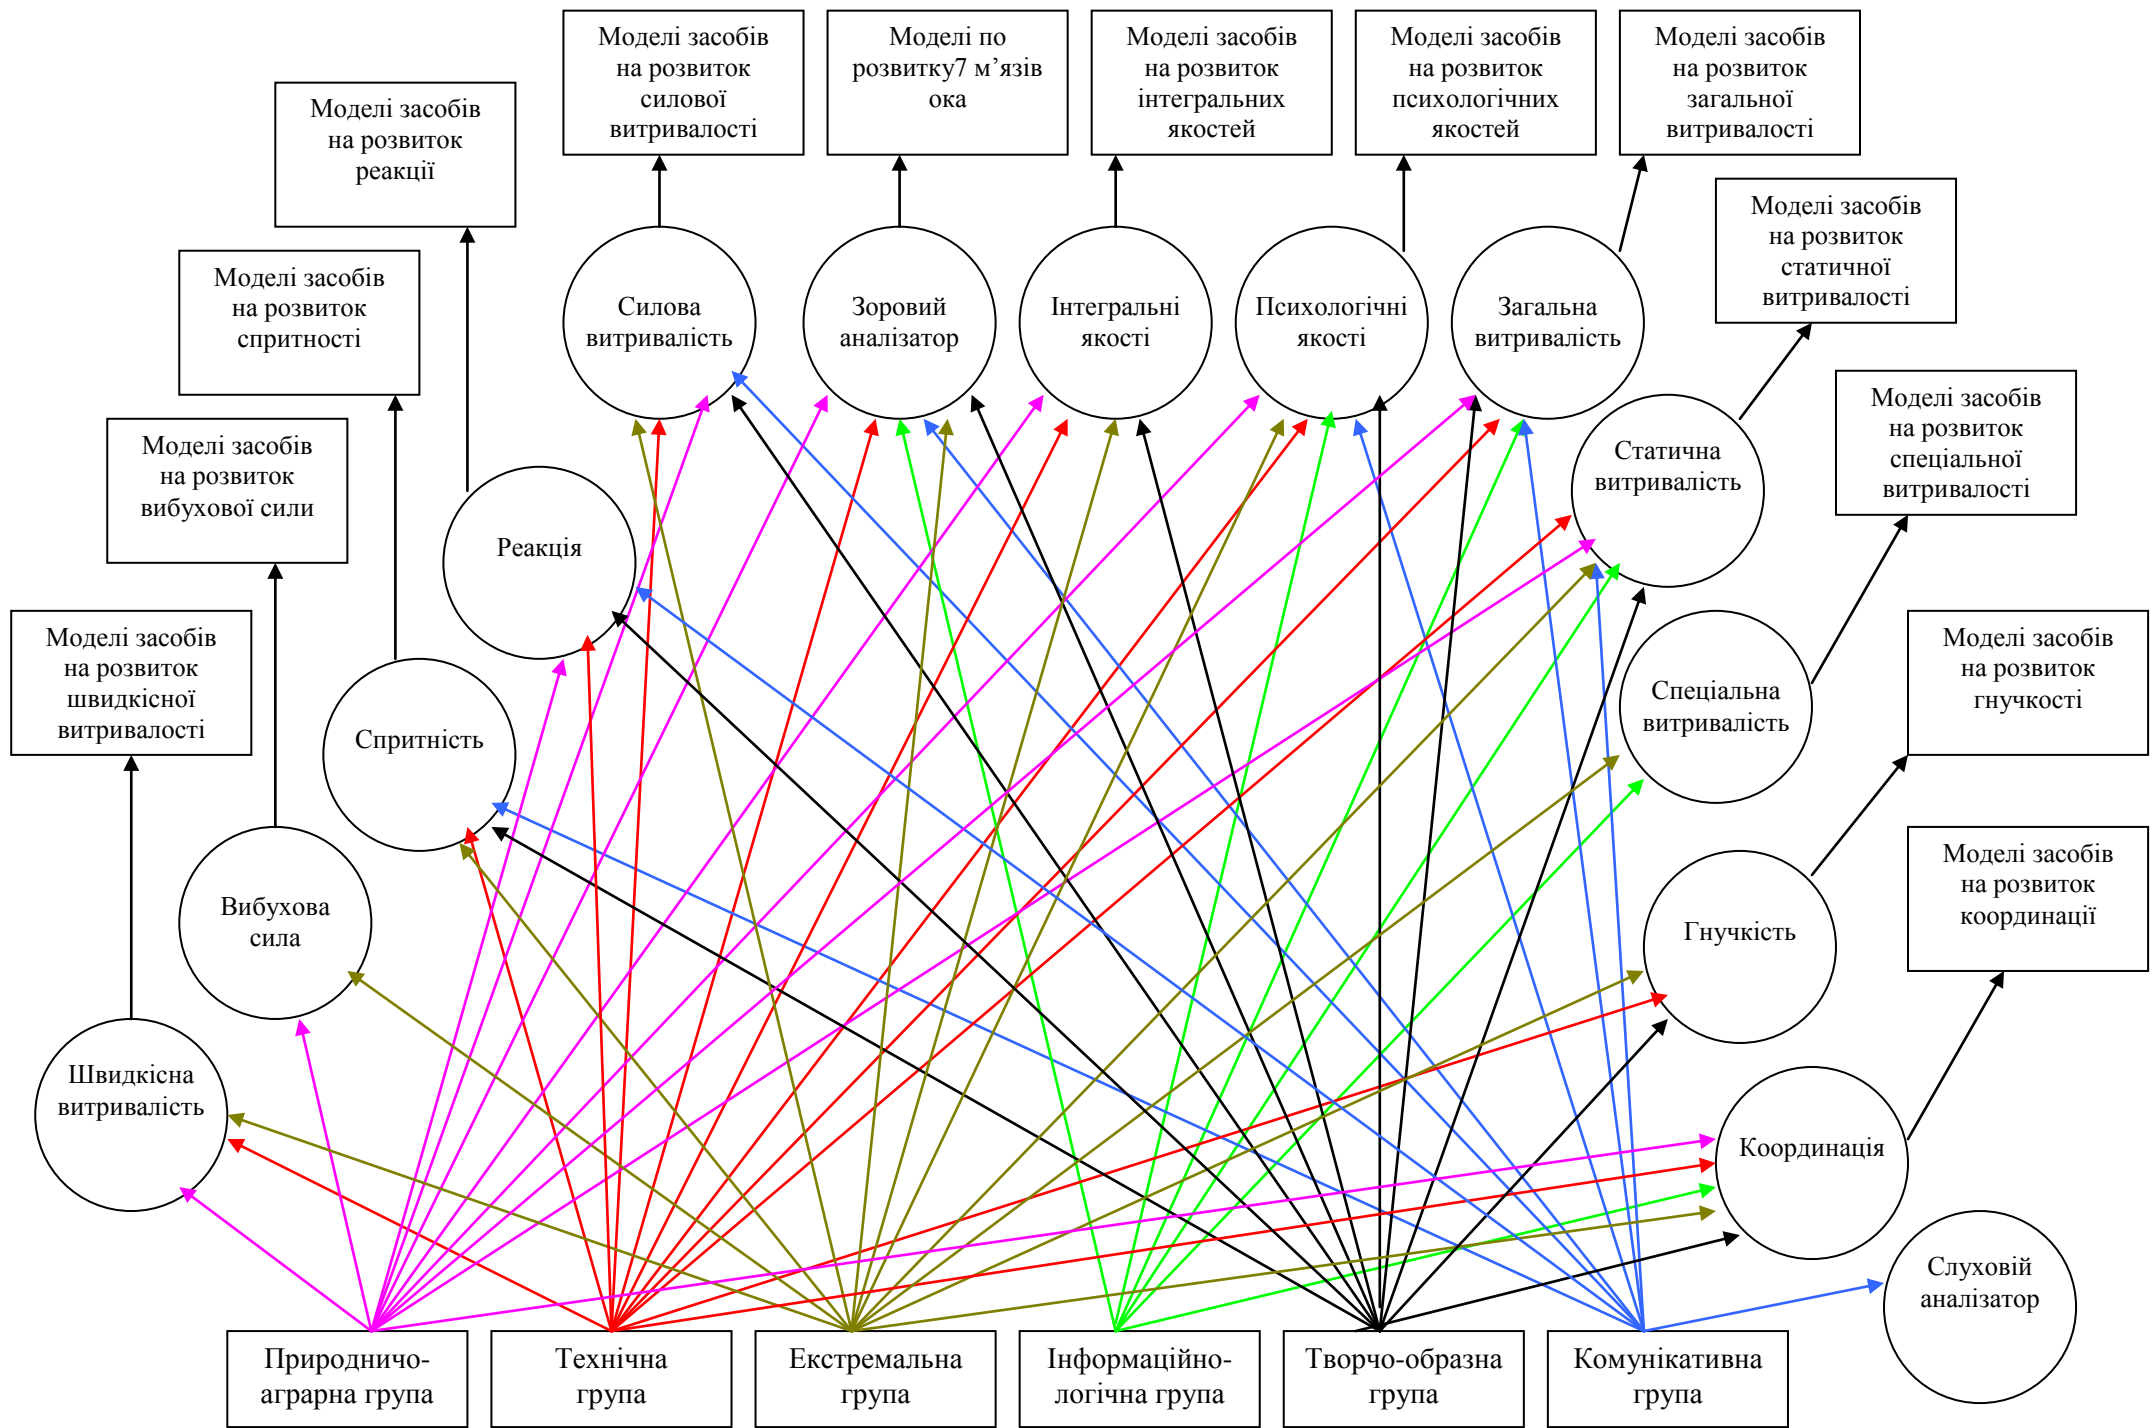 Моделі засобів
на розвиток
силової
витривалості
Моделі по
розвитку7 м’язів
ока
Моделі засобів
на розвиток
інтегральних
якостей
Моделі засобів
на розвиток
психологічних
якостей
Моделі засобів
на розвиток
загальної
витривалості
Моделі засобів
на розвиток
реакції
Моделі засобів
на розвиток
статичної
витривалості
Моделі засобів
на розвиток
спритності
Моделі засобів
на розвиток
спеціальної
витривалості
Моделі засобів
на розвиток
вибухової сили
Моделі засобів
на розвиток
швидкісної
витривалості
Моделі засобів
на розвиток
гнучкості
Моделі засобів
на розвиток
координації
Силова
витривалість
Зоровий
аналізатор
Інтегральні
якості
Психологічні
якості
Загальна
витривалість
Статична
витривалість
Реакція
Спеціальна
витривалість
Спритність
Вибухова
сила
Гнучкість
Швидкісна
витривалість
Координація
Слуховій
аналізатор
Природничо-
аграрна група
Технічна
група
Екстремальна
група
Інформаційно-
логічна група
Творчо-образна
група
Комунікативна
група